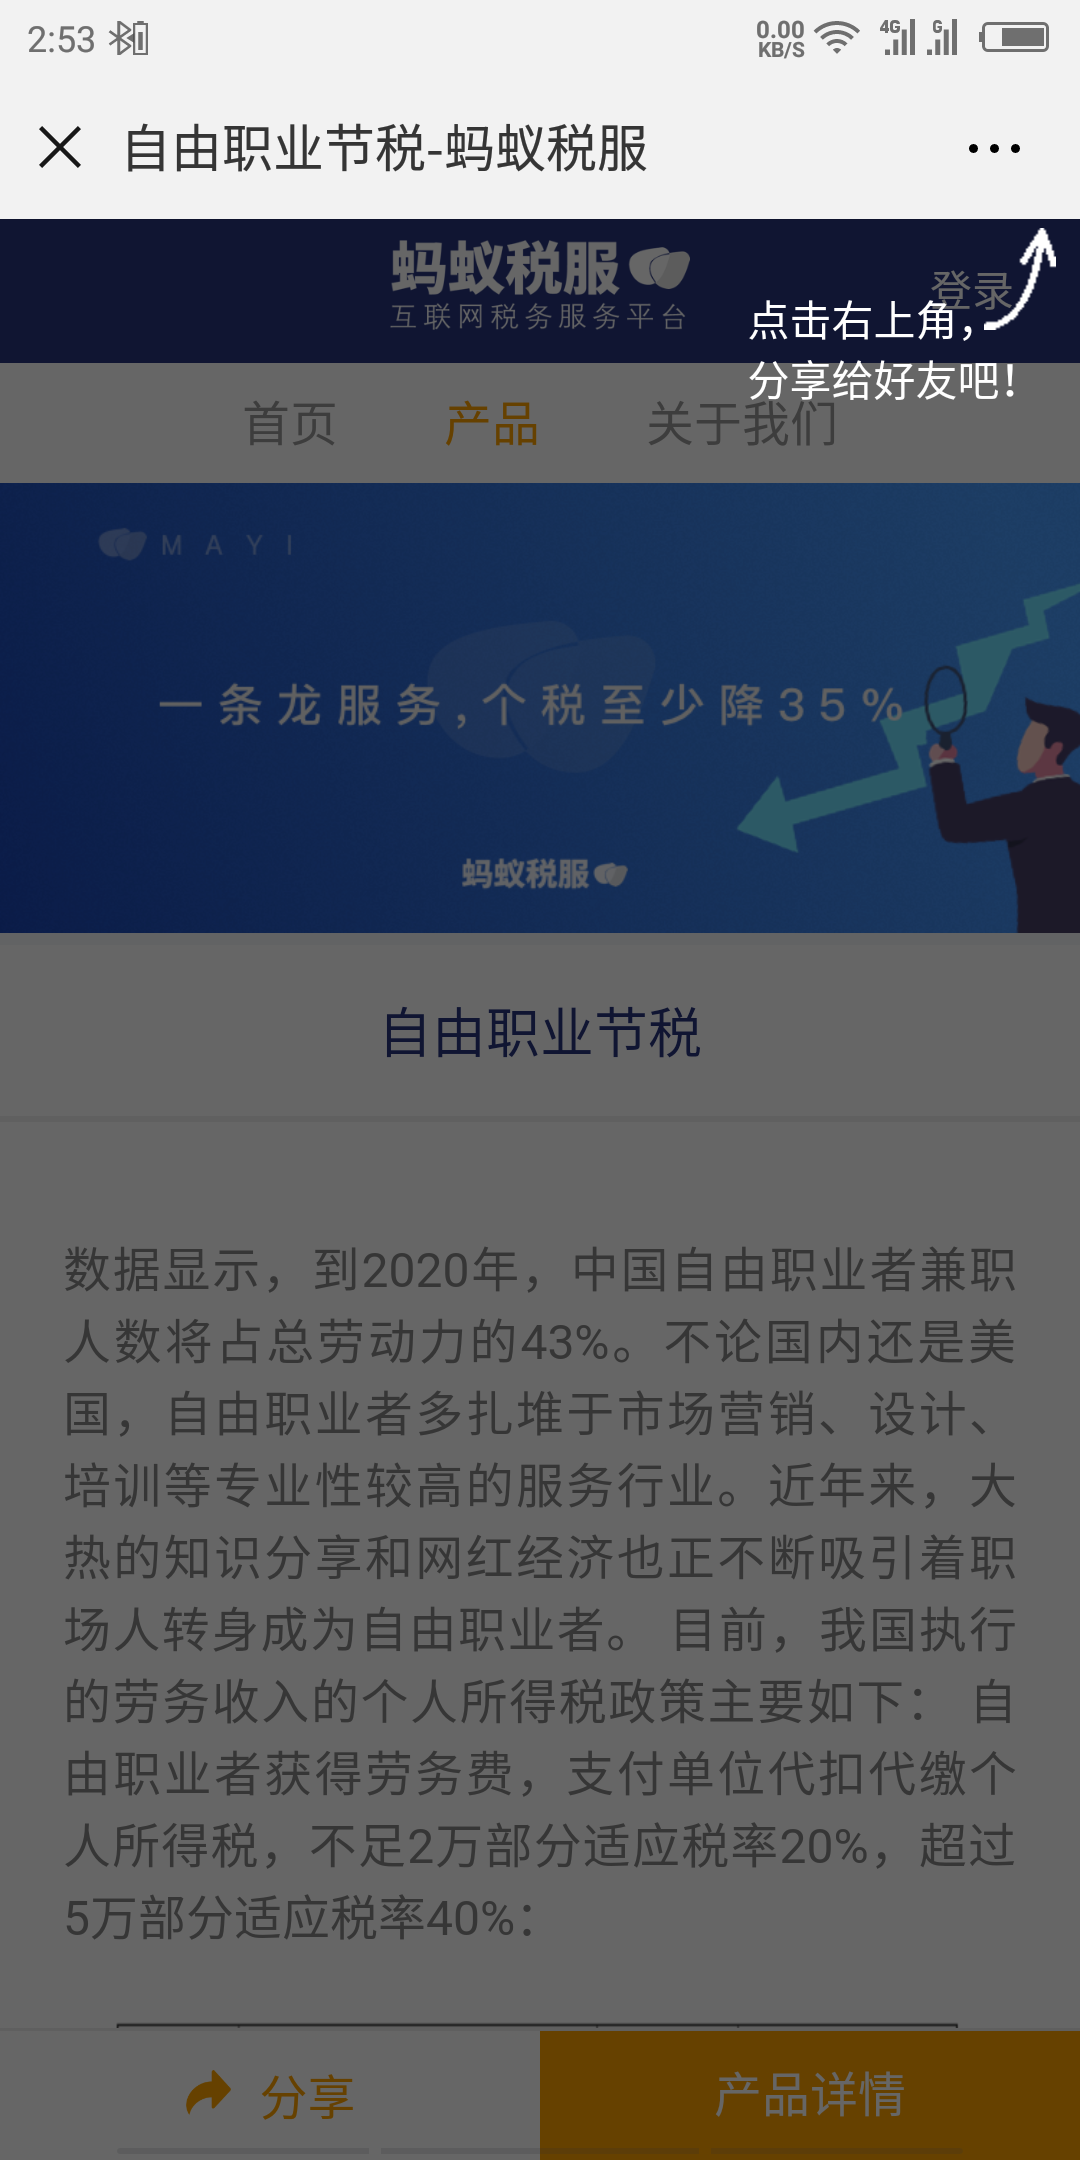 2:53
0.00
KB/S
4G
G
自由职业节税-蚂蚁税服
蚂蚁税服
互联网税务服务平台
登录
点击右上角，
分享给好友吧！
首页
产品
关于我们
MAYI
一条龙服务,个税至少降35%
蚂蚁税服
自由职业节税
数据显示，到2020年，中国自由职业者兼职
人数将占总劳动力的43%。不论国内还是美
国，自由职业者多扎堆于市场营销、设计、
培训等专业性较高的服务行业。近年来，大
热的知识分享和网红经济也正不断吸引着职
场人转身成为自由职业者。 目前，我国执行
的劳务收入的个人所得税政策主要如下： 自
由职业者获得劳务费，支付单位代扣代缴个
人所得税，不足2万部分适应税率20%，超过
5万部分适应税率40%：
分享
产品详情